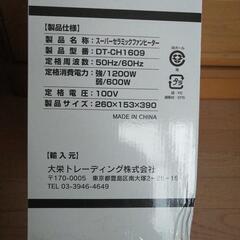 【製品仕様】
製品名称：スーパーセラミックファンヒーター
製品型番：DT-CH1609
定格周波数：50Hz/60Hz
定格消費電力：強/1200W
弱/600W
定格電圧：100V
製品サイズ：260×153×390
MADE IN CHINA
【輸入元】
大栄トレーディング株式会社
〒170-0005 東京都豊島区南大塚2-26-15
TEL 03-3946-4649